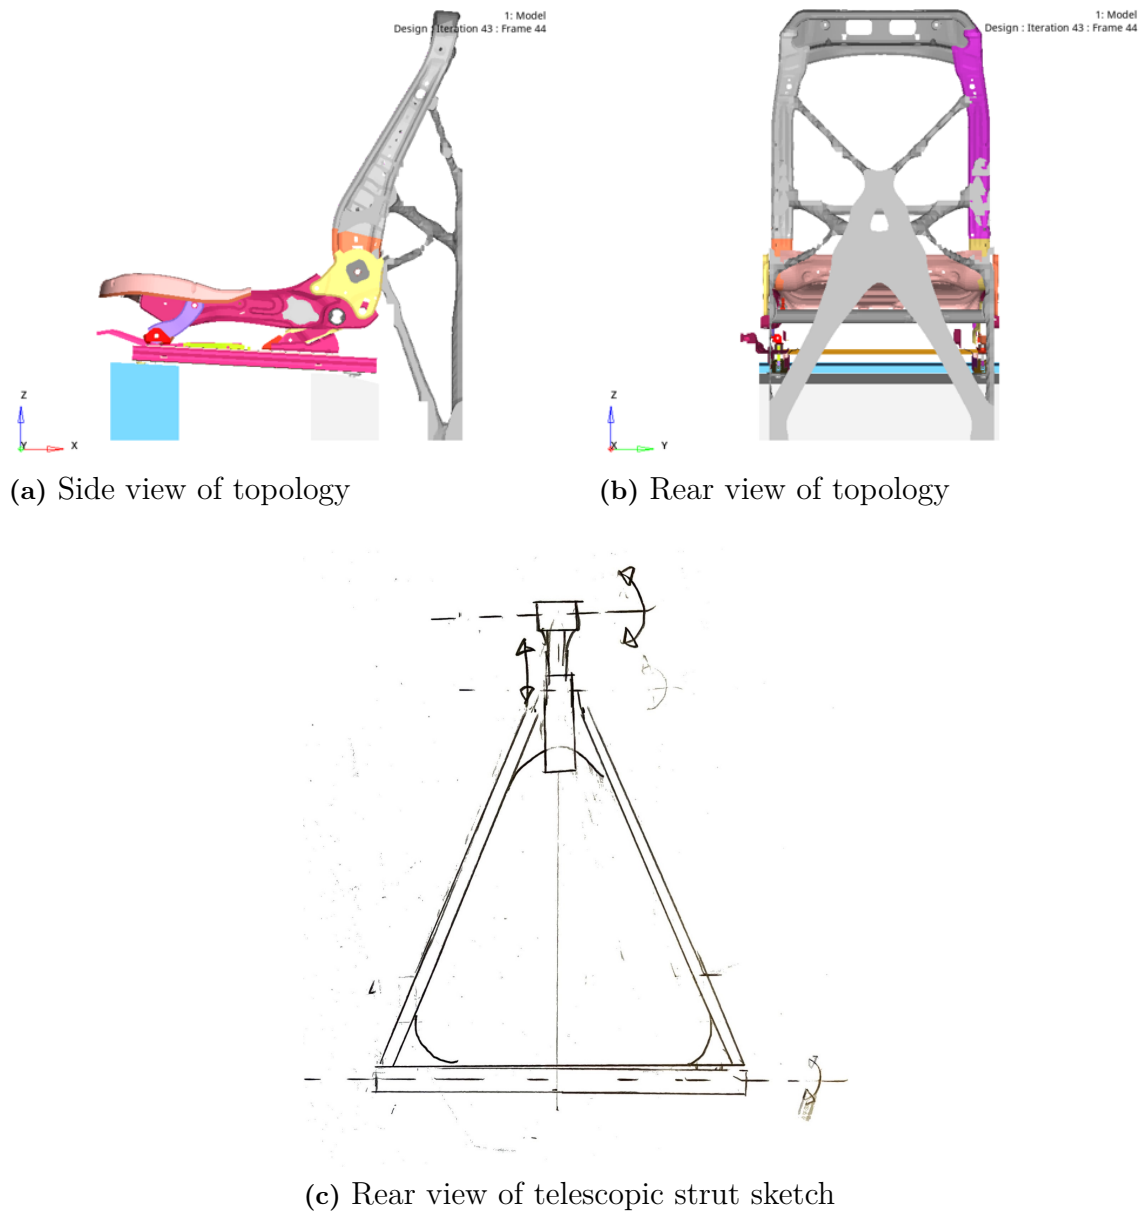 1: Model
Design : Iteration 43 : Frame 44
1: Model
Design : Iteration 43 : Frame 44
Z
Y
X
Z
X
Y
(a) Side view of topology
(b) Rear view of topology
(c) Rear view of telescopic strut sketch